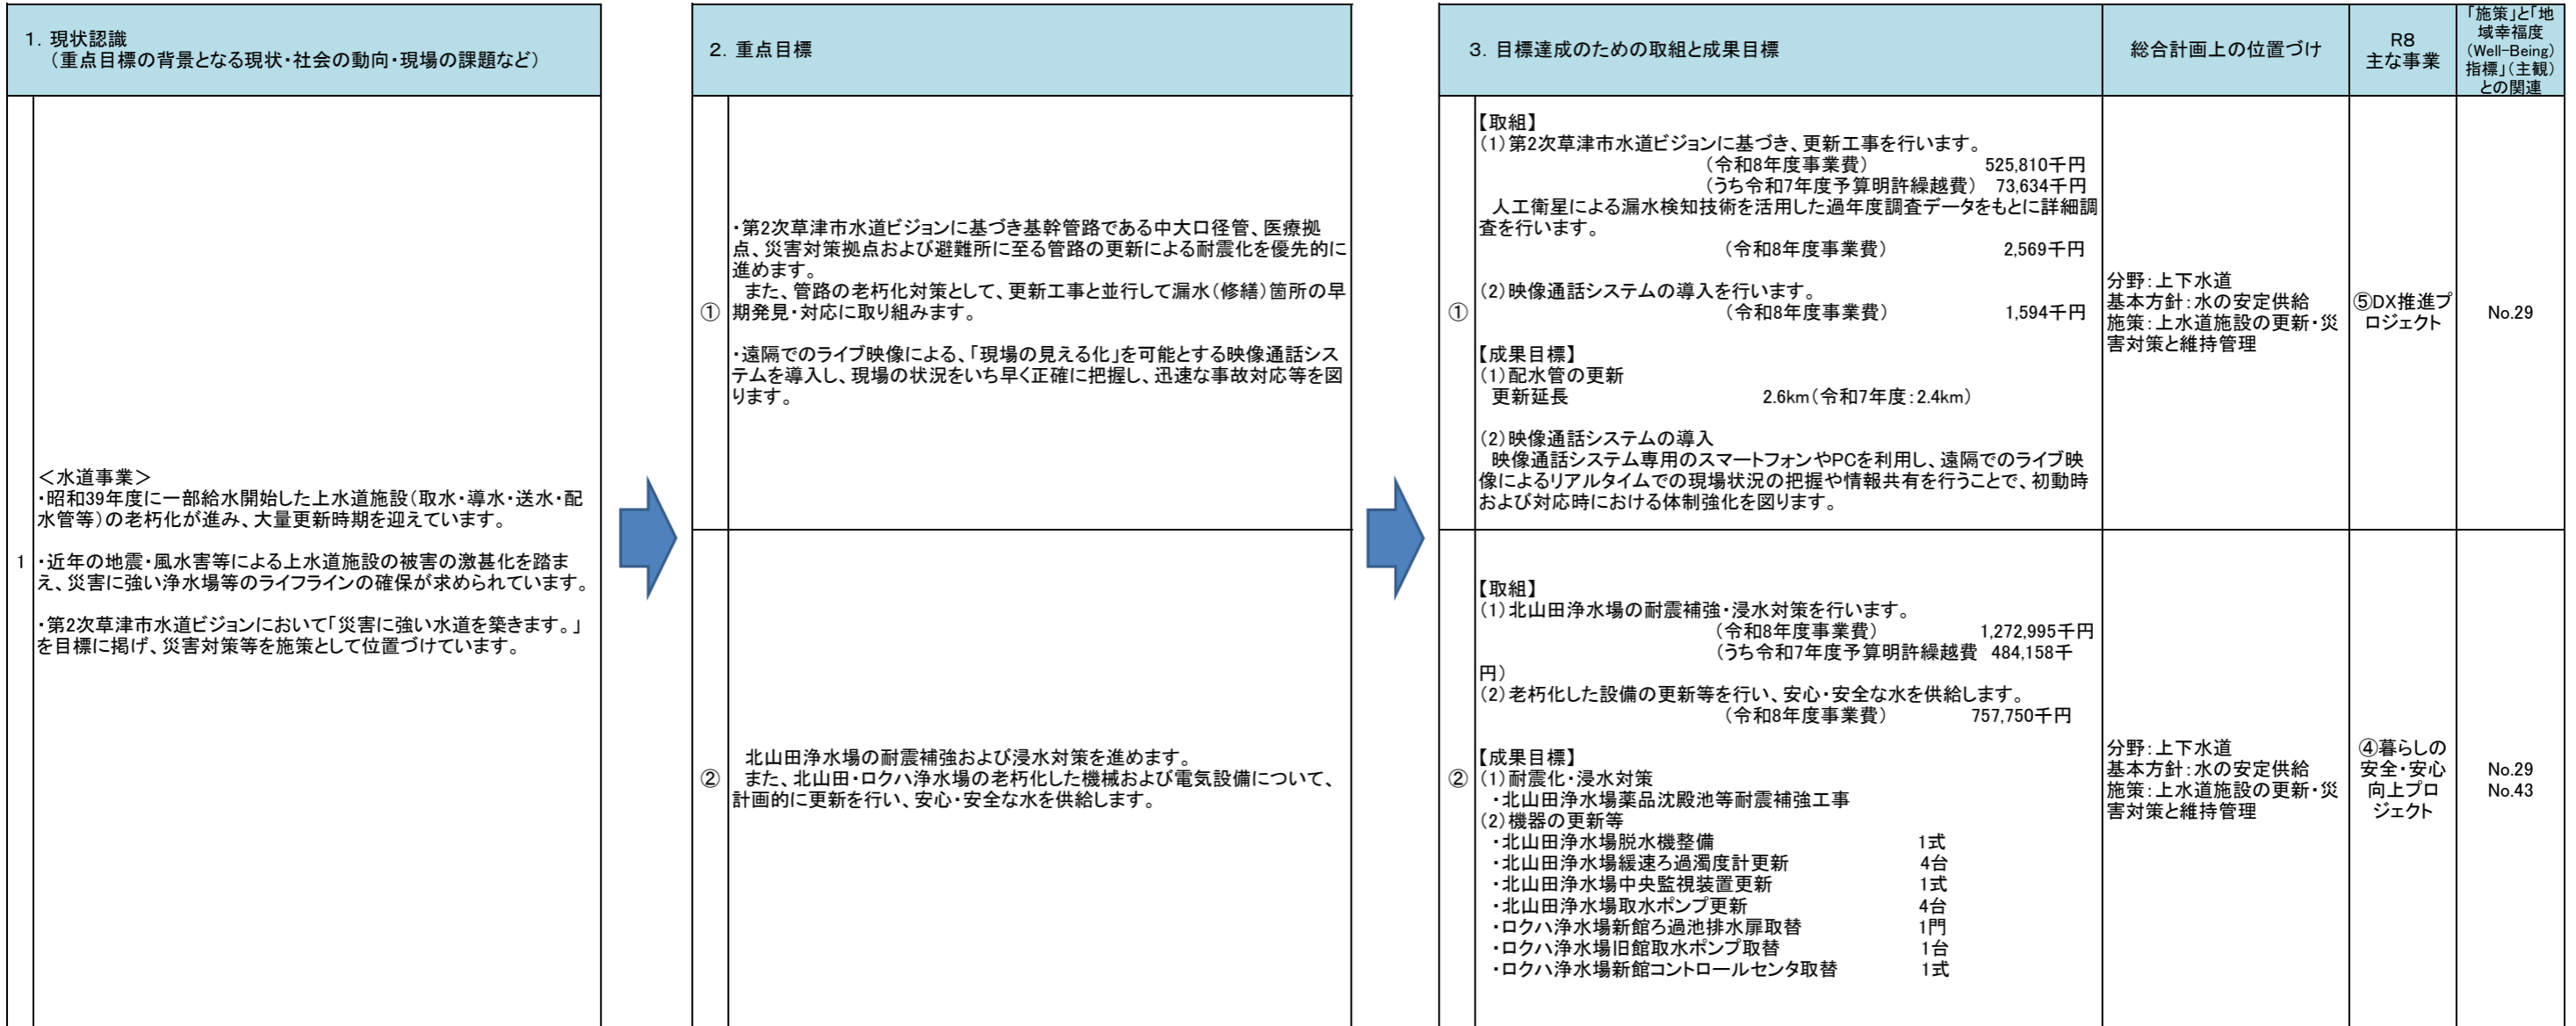 1．現状認識
（重点目標の背景となる現状・社会の動向・現場の課題など）
1
＜水道事業＞
・昭和39年度に一部給水開始した上水道施設（取水・導水・送水・配
水管等）の老朽化が進み、大量更新時期を迎えています。
・近年の地震・風水害等による上水道施設の被害の激甚化を踏ま
え、災害に強い浄水場等のライフラインの確保が求められています。
・第2次草津市水道ビジョンにおいて「災害に強い水道を築きます。」
を目標に掲げ、災害対策等を施策として位置づけています。
2．重点目標
①
・第2次草津市水道ビジョンに基づき基幹管路である中大口径管、医療拠
点、災害対策拠点および避難所に至る管路の更新による耐震化を優先的に
進めます。
また、管路の老朽化対策として、更新工事と並行して漏水（修繕）箇所の早
期発見・対応に取り組みます。
・遠隔でのライブ映像による、「現場の見える化」を可能とする映像通話シス
テムを導入し、現場の状況をいち早く正確に把握し、迅速な事故対応等を図
ります。
②
北山田浄水場の耐震補強および浸水対策を進めます。
また、北山田・ロクハ浄水場の老朽化した機械および電気設備について、
計画的に更新を行い、安心・安全な水を供給します。
3．目標達成のための取組と成果目標
総合計画上の位置づけ
R8
主な事業
「施策」と「地
域幸福度
（Well-Being）
指標」（主観）
との関連
①
【取組】
（1）第2次草津市水道ビジョンに基づき、更新工事を行います。
（令和8年度事業費） 525,810千円
（うち令和7年度予算明許繰越費） 73,634千円
人工衛星による漏水検知技術を活用した過年度調査データをもとに詳細調
査を行います。
（令和8年度事業費） 2,569千円
（2）映像通話システムの導入を行います。
（令和8年度事業費） 1,594千円
【成果目標】
（1）配水管の更新
更新延長 2.6km（令和7年度：2.4km）
（2）映像通話システムの導入
映像通話システム専用のスマートフォンやPCを利用し、遠隔でのライブ映
像によるリアルタイムでの現場状況の把握や情報共有を行うことで、初動時
および対応時における体制強化を図ります。
分野：上下水道
基本方針：水の安定供給
施策：上水道施設の更新・災
害対策と維持管理
⑤DX推進プ
ロジェクト
No.29
②
【取組】
（1）北山田浄水場の耐震補強・浸水対策を行います。
（令和8年度事業費） 1,272,995千円
（うち令和7年度予算明許繰越費 484,158千
円）
（2）老朽化した設備の更新等を行い、安心・安全な水を供給します。
（令和8年度事業費） 757,750千円
【成果目標】
（1）耐震化・浸水対策
・北山田浄水場薬品沈殿池等耐震補強工事
（2）機器の更新等
・北山田浄水場脱水機整備 1式
・北山田浄水場緩速ろ過濁度計更新 4台
・北山田浄水場中央監視装置更新 1式
・北山田浄水場取水ポンプ更新 4台
・ロクハ浄水場新館ろ過池排水扉取替 1門
・ロクハ浄水場旧館取水ポンプ取替 1台
・ロクハ浄水場新館コントロールセンタ取替 1式
分野：上下水道
基本方針：水の安定供給
施策：上水道施設の更新・災
害対策と維持管理
④暮らしの
安全・安心
向上プロ
ジェクト
No.29
No.43